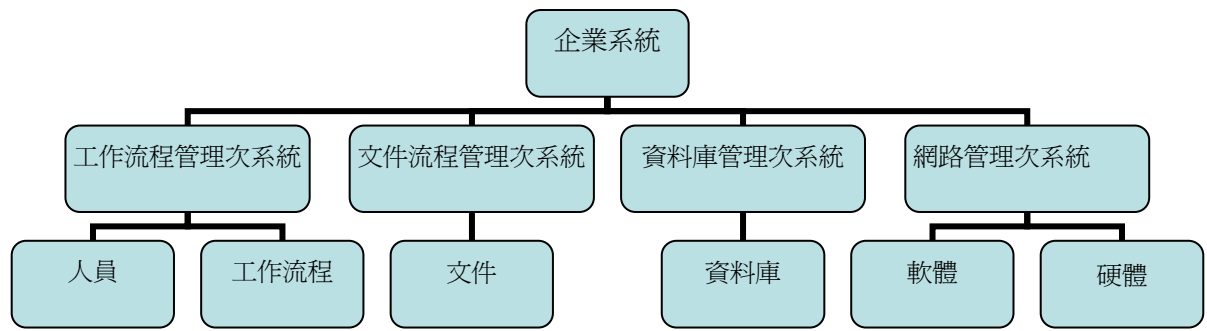 企業系統
工作流程管理次系統
文件流程管理次系統
資料庫管理次系統
網路管理次系統
人員
工作流程
文件
資料庫
軟體
硬體